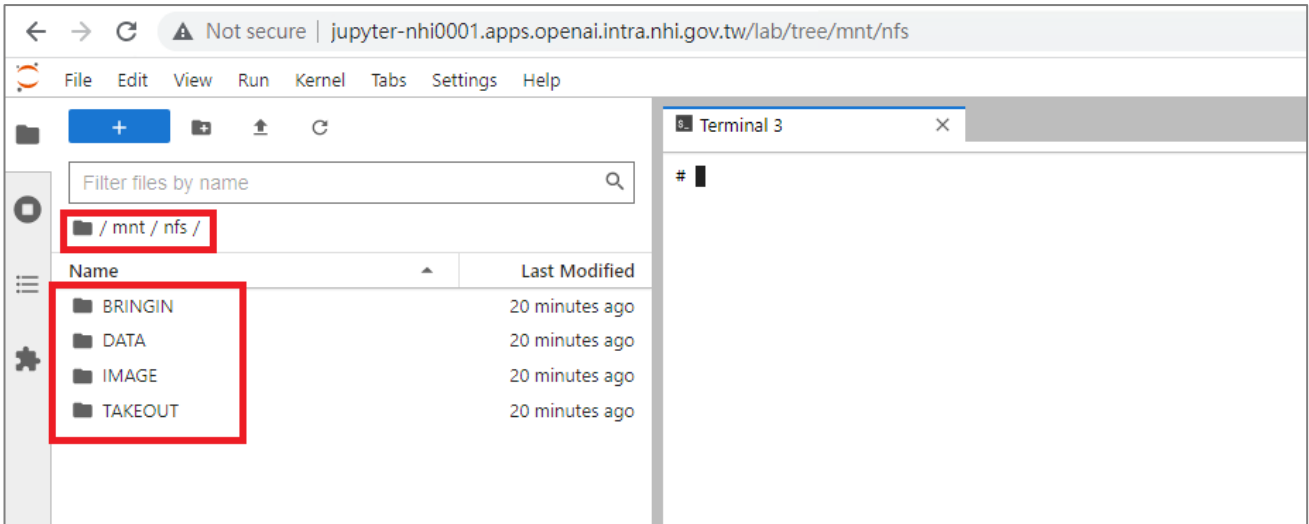 Not secure | jupyter-nhi0001.apps.openai.intra.nhi.gov.tw/lab/tree/mnt/nfs
File Edit View Run Kernel Tabs Settings Help
+
Terminal 3
Filter files by name
#
/ mnt / nfs /
Name Last Modified
BRINGIN 20 minutes ago
DATA 20 minutes ago
IMAGE 20 minutes ago
TAKEOUT 20 minutes ago